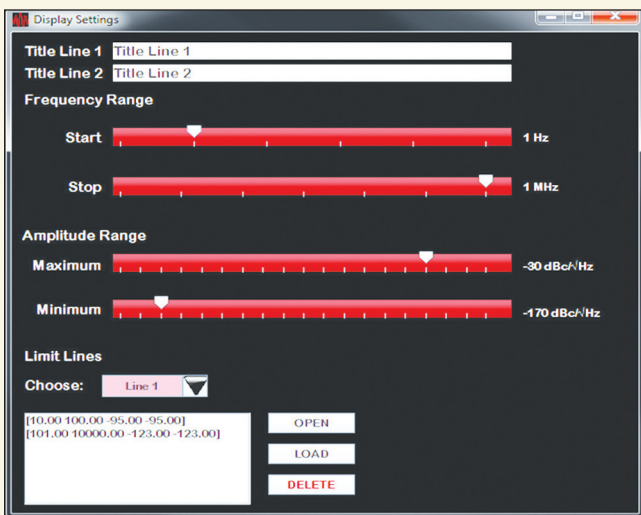 Display Settings
Title Line 1 Title Line 1
Title Line 2 Title Line 2
Frequency Range
Start 1 Hz
Stop 1 MHz
Amplitude Range
Maximum -30 dBc/√Hz
Minimum -170 dBc/√Hz
Limit Lines
Choose: Line 1
[10.00 100.00 -95.00 -95.00]
[101.00 10000.00 -123.00 -123.00]
OPEN
LOAD
DELETE